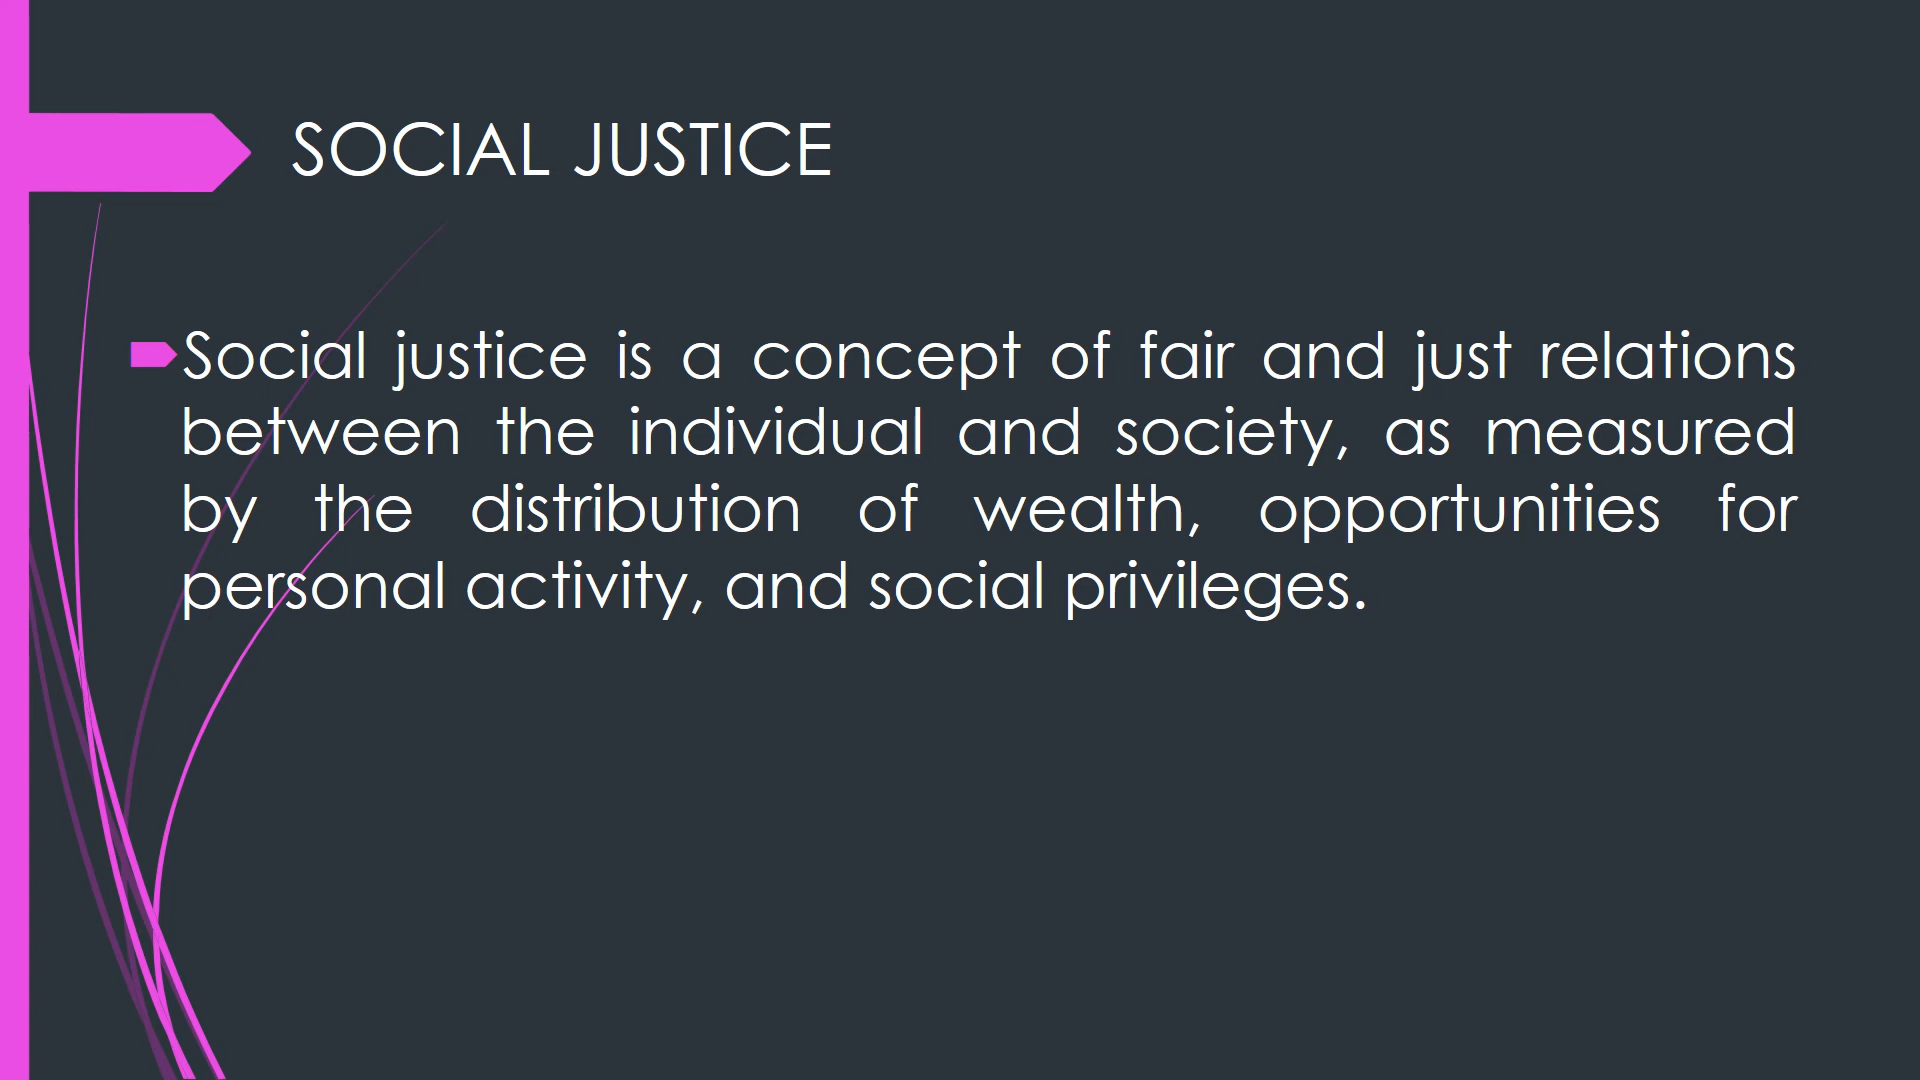 SOCIAL JUSTICE
Social justice is a concept of fair and just relations
between the individual and society, as measured
by the distribution of wealth, opportunities for
personal activity, and social privileges.